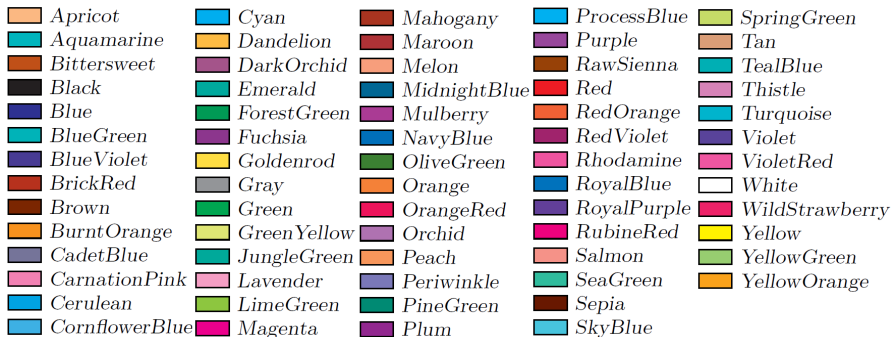 Apricot
Aquamarine
Bittersweet
Black
Blue
BlueGreen
BlueViolet
BrickRed
Brown
BurntOrange
CadetBlue
CarnationPink
Cerulean
CornflowerBlue
Cyan
Dandelion
DarkOrchid
Emerald
ForestGreen
Fuchsia
Goldenrod
Gray
Green
GreenYellow
JungleGreen
Lavender
LimeGreen
Magenta
Mahogany
Maroon
Melon
MidnightBlue
Mulberry
NavyBlue
OliveGreen
Orange
OrangeRed
Orchid
Peach
Periwinkle
PineGreen
Plum
ProcessBlue
Purple
RawSienna
Red
RedOrange
RedViolet
Rhodamine
RoyalBlue
RoyalPurple
RubineRed
Salmon
SeaGreen
Sepia
SkyBlue
SpringGreen
Tan
TealBlue
Thistle
Turquoise
Violet
VioletRed
White
WildStrawberry
Yellow
YellowGreen
YellowOrange